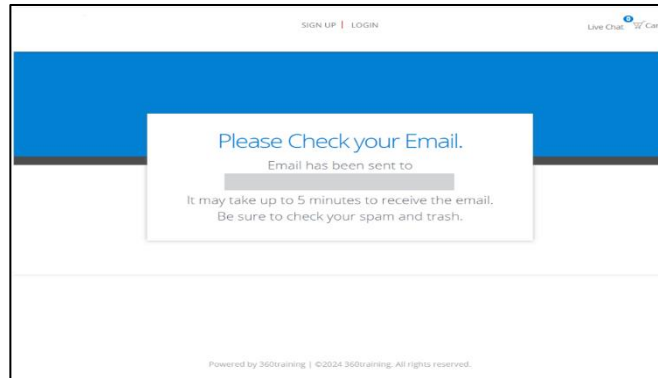 SIGN UP | LOGIN
Live Chat 0 Car
Please Check your Email.
Email has been sent to
It may take up to 5 minutes to receive the email.
Be sure to check your spam and trash.
Powered by 360training | ©2024 360training. All rights reserved.